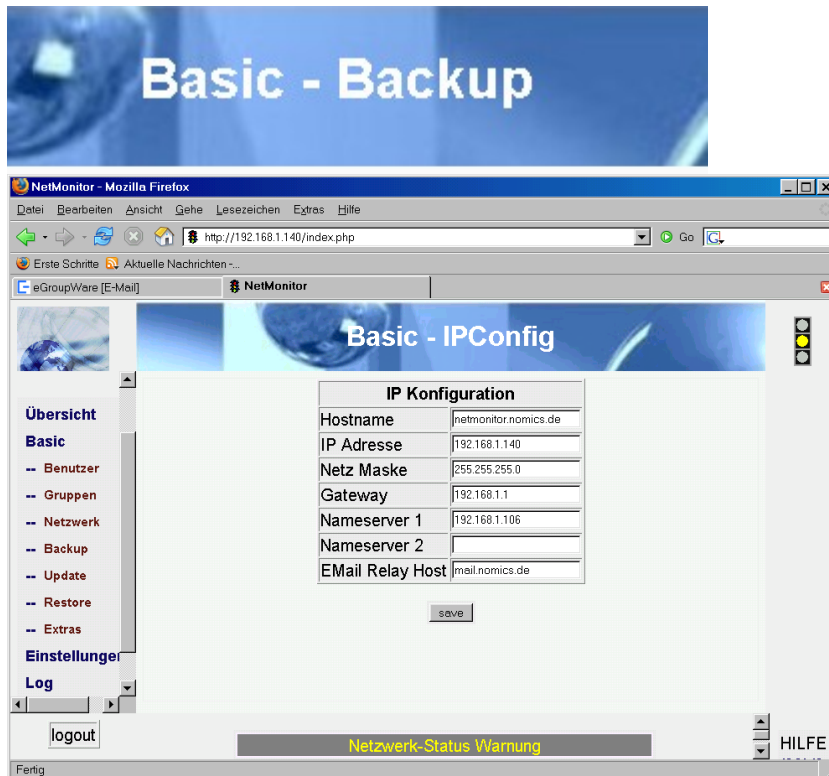 Basic - Backup
NetMonitor - Mozilla Firefox
Datei Bearbeiten Ansicht Gehe Lesezeichen Extras Hilfe
http://192.168.1.140/index.php Go
Erste Schritte Aktuelle Nachrichten -...
eGroupWare [E-Mail] NetMonitor
Basic - IPConfig
IP Konfiguration
Hostname netmonitor.nomics.de
IP Adresse 192.168.1.140
Netz Maske 255.255.255.0
Gateway 192.168.1.1
Nameserver 1 192.168.1.106
Nameserver 2
EMail Relay Host mail.nomics.de
save
Übersicht
Basic
-- Benutzer
-- Gruppen
-- Netzwerk
-- Backup
-- Update
-- Restore
-- Extras
Einstellungen
Log
logout
Netzwerk-Status Warnung
HILFE
Fertig